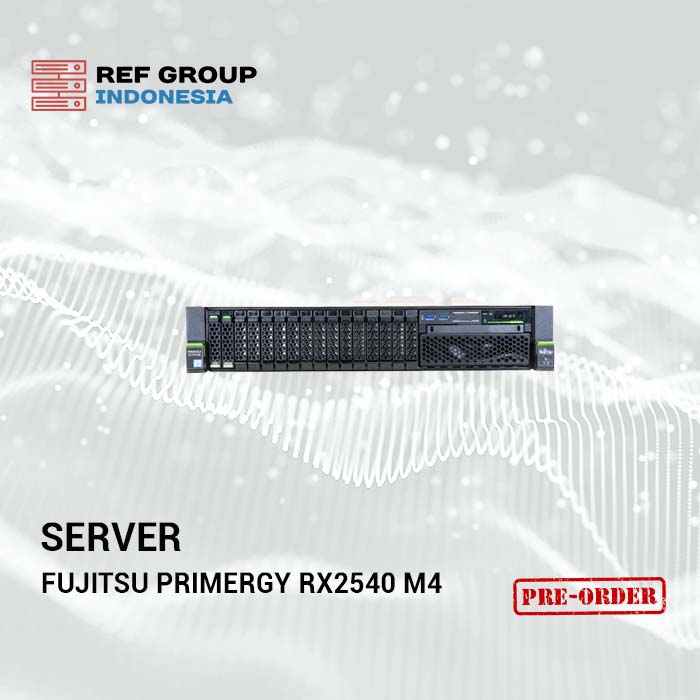 REF GROUP
INDONESIA
SERVER
FUJITSU PRIMERGY RX2540 M4
PRE-ORDER